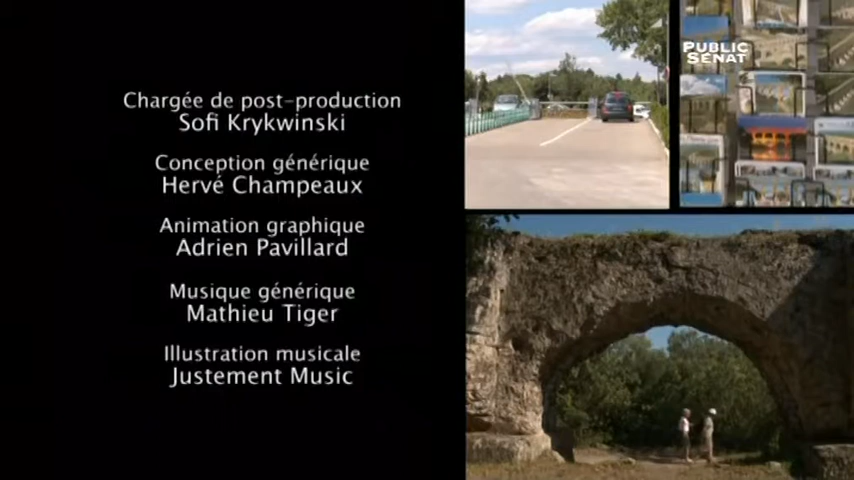 Chargée de post-production
Sofi Krykwinski
Conception générique
Hervé Champeaux
Animation graphique
Adrien Pavillard
Musique générique
Mathieu Tiger
Illustration musicale
Justement Music
PUBLIC
SENAT